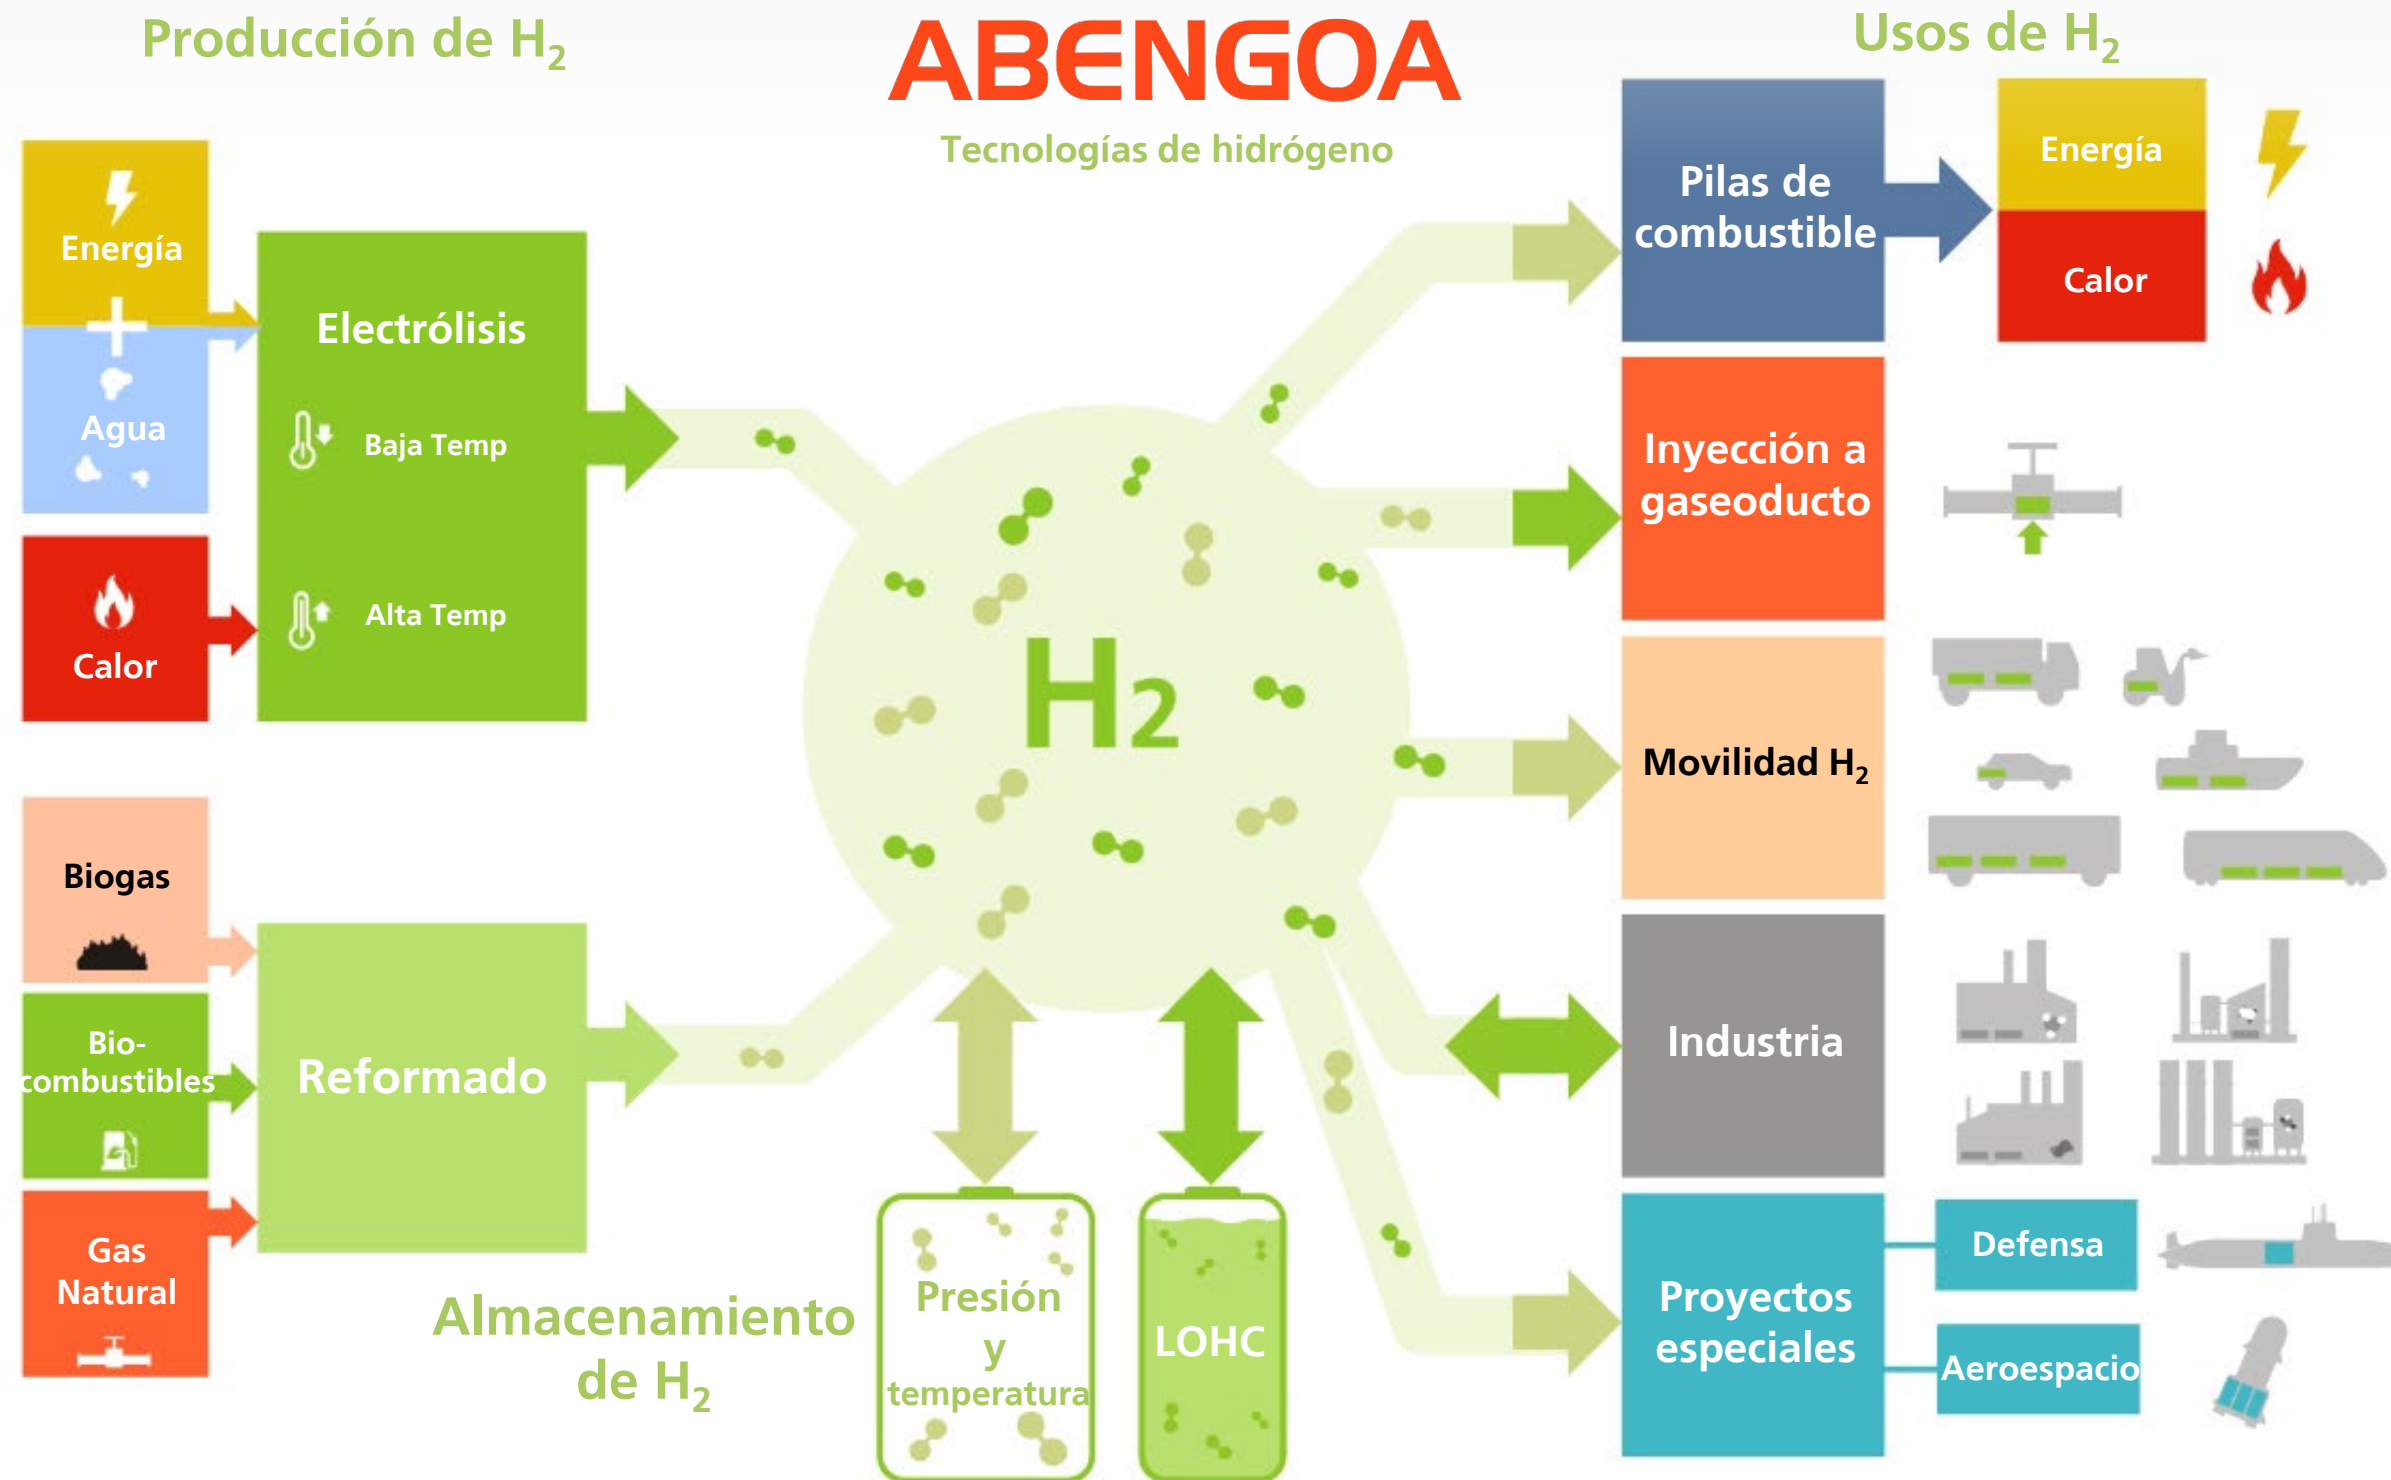 Producción de H₂
ABENGOA
Tecnologías de hidrógeno
Usos de H₂
Energía
Agua
Calor
Electrólisis
Baja Temp
Alta Temp
Biogas
Bio-
combustibles
Gas
Natural
Reformado
H2
Almacenamiento
de H₂
Presión
y
temperatura
LOHC
Pilas de
combustible
Energía
Calor
Inyección a
gaseoducto
Movilidad H₂
Industria
Proyectos
especiales
Defensa
Aeroespacio